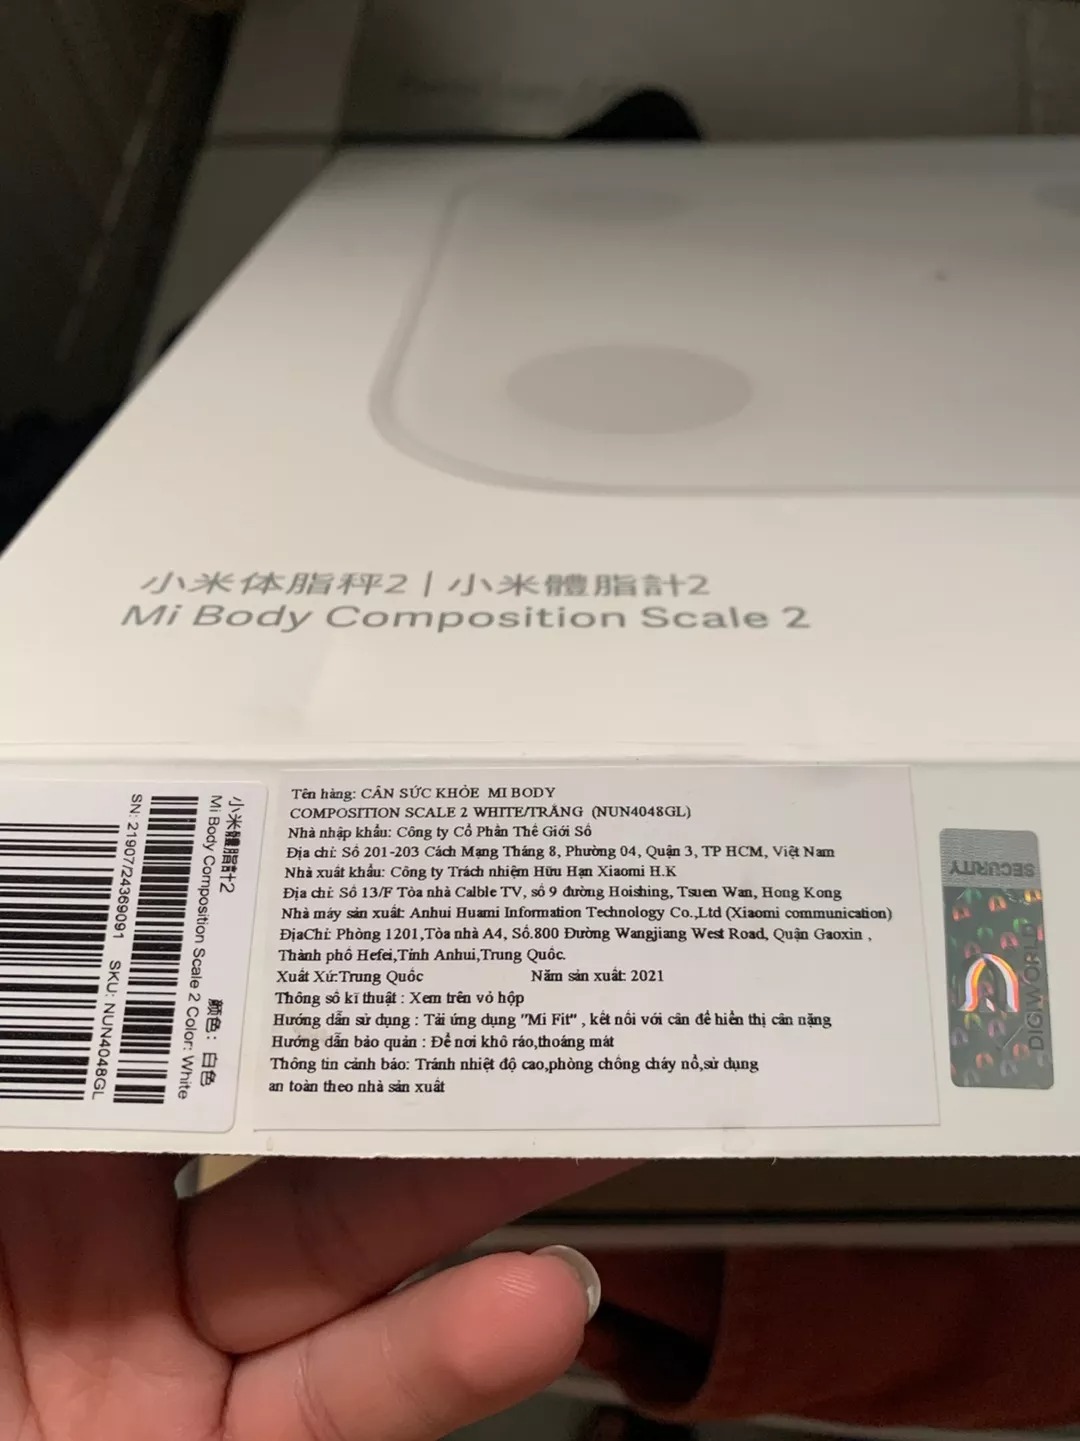 小米体脂秤2 | 小米體脂計2
Mi Body Composition Scale 2
小米體脂計2 顏色：白色
Mi Body Composition Scale 2 Color: White
SN: 21907/24369091 SKU: NUN4048GL
Tên hàng: CÂN SỨC KHỎE MI BODY
COMPOSITION SCALE 2 WHITE/TRẮNG (NUN4048GL)
Nhà nhập khẩu: Công ty Cổ Phần Thế Giới Số
Địa chỉ: Số 201-203 Cách Mạng Tháng 8, Phường 04, Quận 3, TP HCM, Việt Nam
Nhà xuất khẩu: Công ty Trách nhiệm Hữu Hạn Xiaomi H.K
Địa chỉ: Số 13/F Tòa nhà Calble TV, số 9 đường Hoishing, Tsuen Wan, Hong Kong
Nhà máy sản xuất: Anhui Huami Information Technology Co.,Ltd (Xiaomi communication)
ĐịaChỉ: Phòng 1201,Tòa nhà A4, Số.800 Đường Wangjiang West Road, Quận Gaoxin ,
Thành phố Hefei,Tỉnh Anhui,Trung Quốc.
Xuất Xứ:Trung Quốc Năm sản xuất: 2021
Thông số kĩ thuật : Xem trên vỏ hộp
Hướng dẫn sử dụng : Tải ứng dụng "Mi Fit" , kết nối với cân để hiển thị cân nặng
Hướng dẫn bảo quản : Để nơi khô ráo,thoáng mát
Thông tin cảnh báo: Tránh nhiệt độ cao,phòng chống cháy nổ,sử dụng
an toàn theo nhà sản xuất
SECURITY
DIGIWORLD